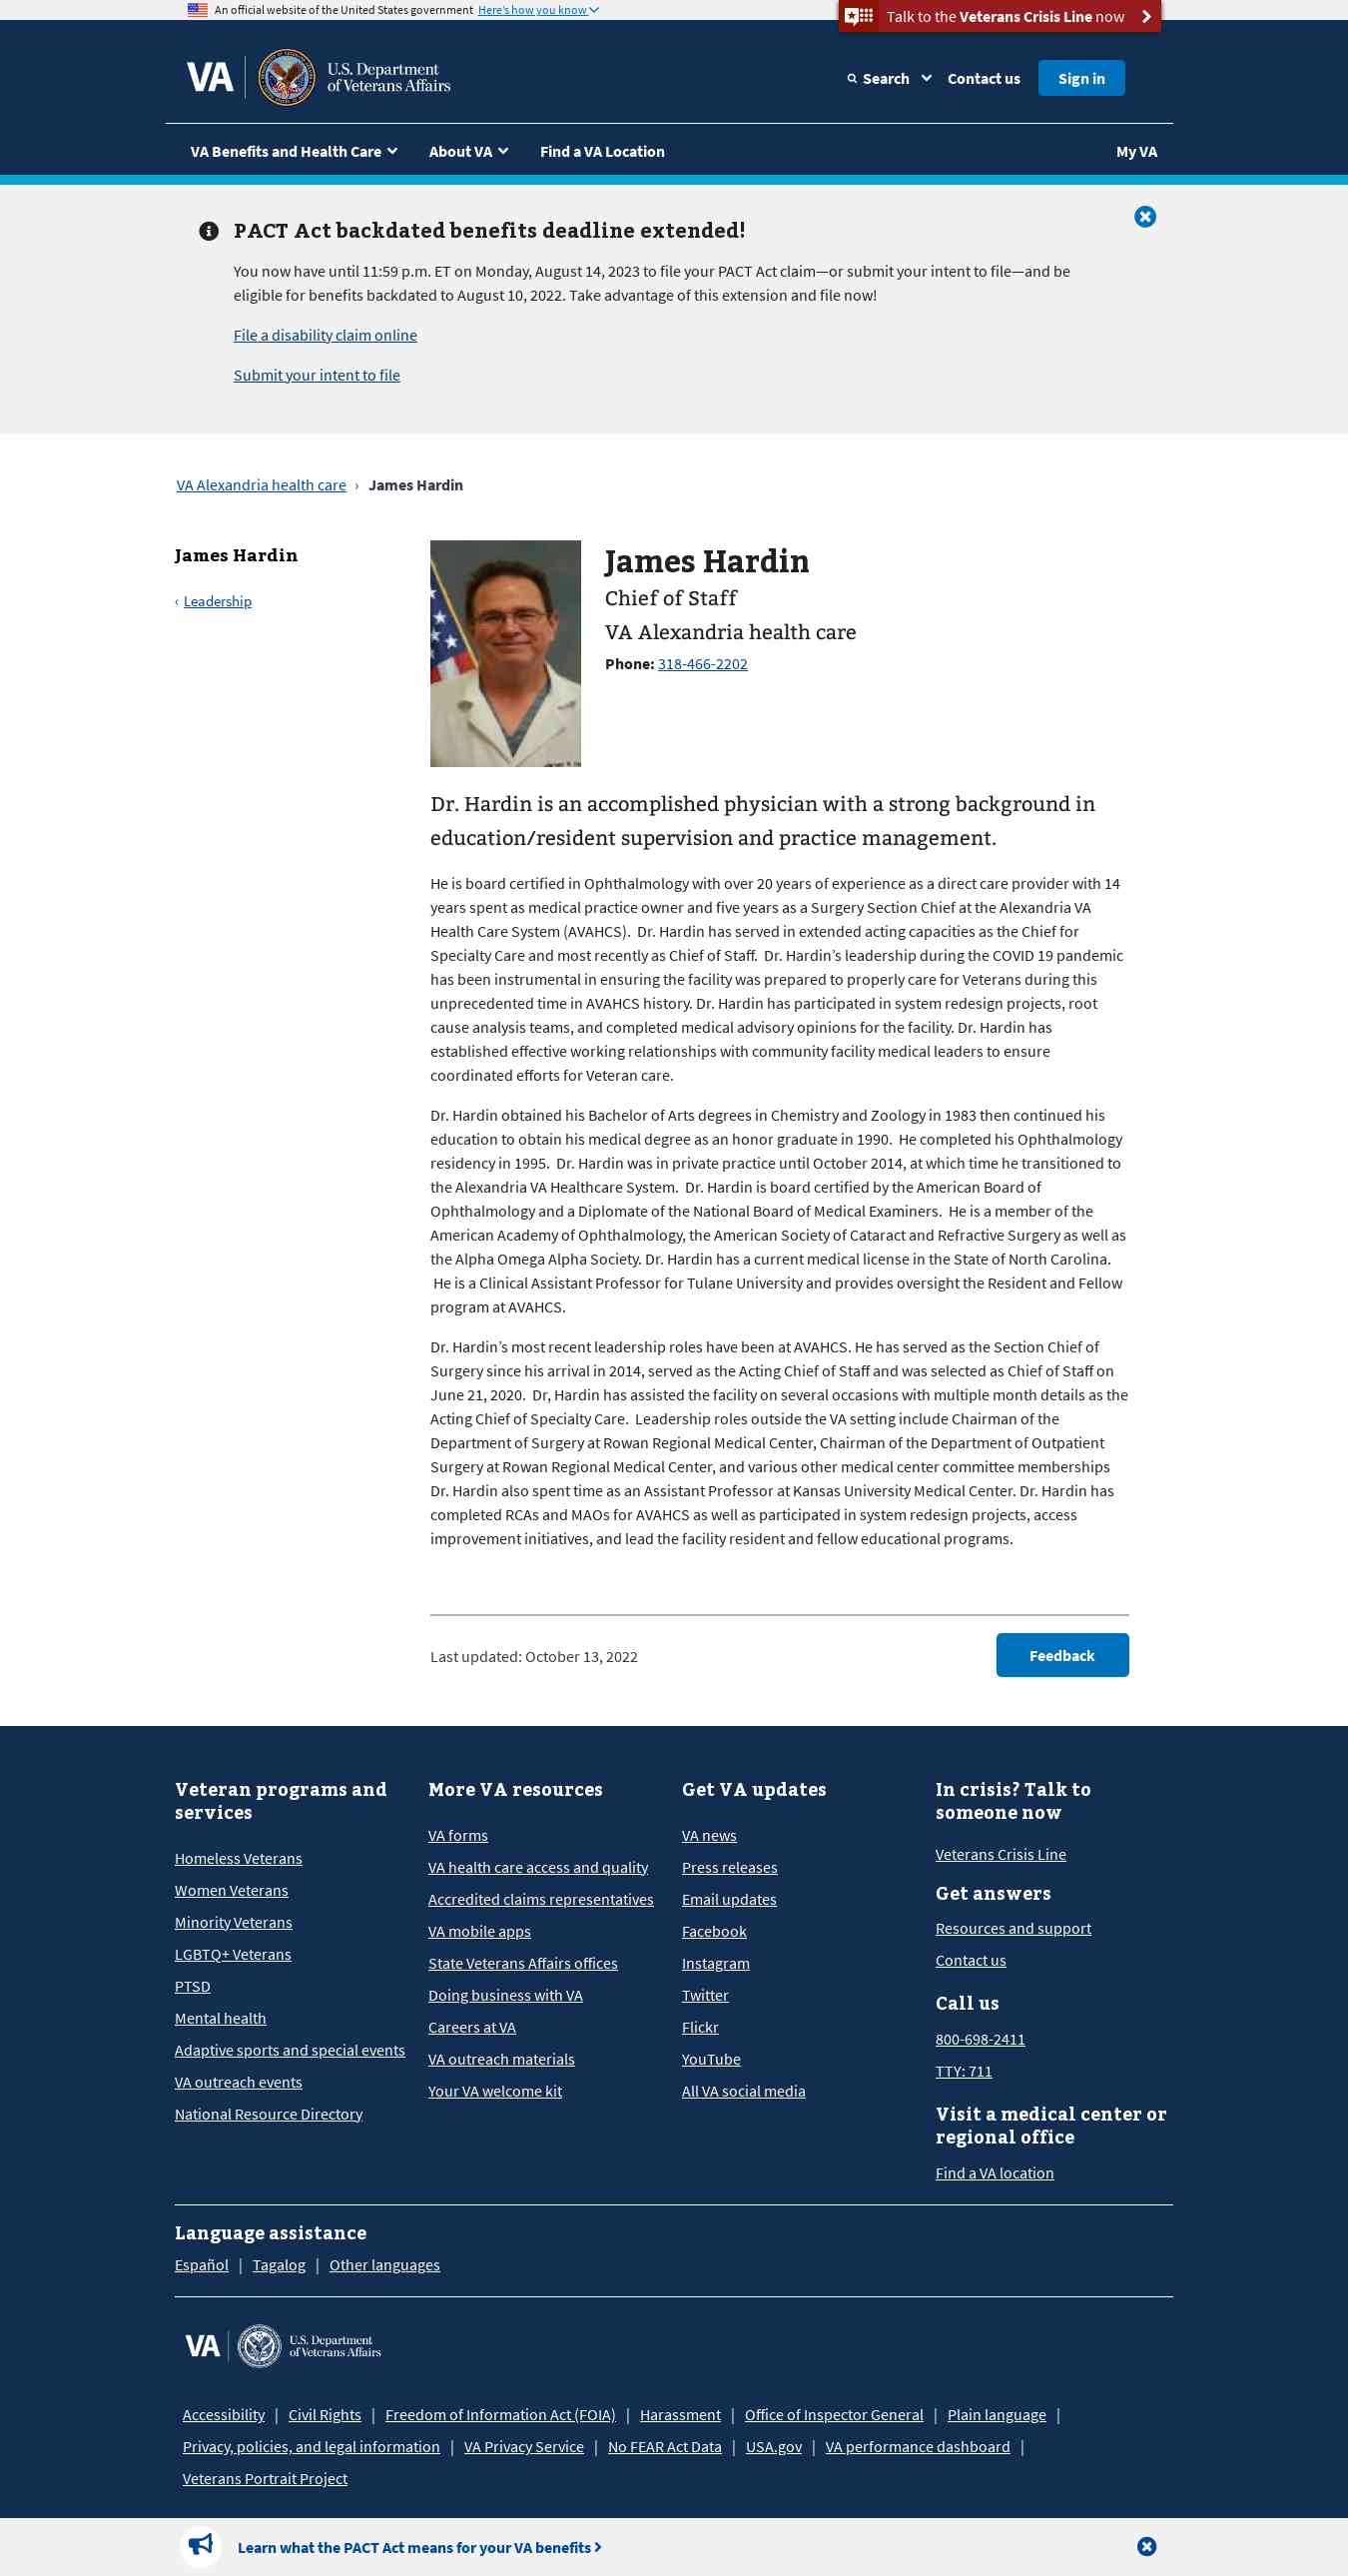 An official website of the United States government Here's how you know
Talk to the Veterans Crisis Line now
VA U.S. Department
of Veterans Affairs
Search Contact us Sign in
VA Benefits and Health Care About VA Find a VA Location My VA
PACT Act backdated benefits deadline extended!
You now have until 11:59 p.m. ET on Monday, August 14, 2023 to file your PACT Act claim—or submit your intent to file—and be
eligible for benefits backdated to August 10, 2022. Take advantage of this extension and file now!
File a disability claim online
Submit your intent to file
VA Alexandria health care › James Hardin
James Hardin
‹ Leadership
James Hardin
Chief of Staff
VA Alexandria health care
Phone: 318-466-2202
Dr. Hardin is an accomplished physician with a strong background in
education/resident supervision and practice management.
He is board certified in Ophthalmology with over 20 years of experience as a direct care provider with 14
years spent as medical practice owner and five years as a Surgery Section Chief at the Alexandria VA
Health Care System (AVAHCS).  Dr. Hardin has served in extended acting capacities as the Chief for
Specialty Care and most recently as Chief of Staff.  Dr. Hardin's leadership during the COVID 19 pandemic
has been instrumental in ensuring the facility was prepared to properly care for Veterans during this
unprecedented time in AVAHCS history. Dr. Hardin has participated in system redesign projects, root
cause analysis teams, and completed medical advisory opinions for the facility. Dr. Hardin has
established effective working relationships with community facility medical leaders to ensure
coordinated efforts for Veteran care.
Dr. Hardin obtained his Bachelor of Arts degrees in Chemistry and Zoology in 1983 then continued his
education to obtain his medical degree as an honor graduate in 1990.  He completed his Ophthalmology
residency in 1995.  Dr. Hardin was in private practice until October 2014, at which time he transitioned to
the Alexandria VA Healthcare System.  Dr. Hardin is board certified by the American Board of
Ophthalmology and a Diplomate of the National Board of Medical Examiners.  He is a member of the
American Academy of Ophthalmology, the American Society of Cataract and Refractive Surgery as well as
the Alpha Omega Alpha Society. Dr. Hardin has a current medical license in the State of North Carolina.
He is a Clinical Assistant Professor for Tulane University and provides oversight the Resident and Fellow
program at AVAHCS.
Dr. Hardin's most recent leadership roles have been at AVAHCS. He has served as the Section Chief of
Surgery since his arrival in 2014, served as the Acting Chief of Staff and was selected as Chief of Staff on
June 21, 2020.  Dr, Hardin has assisted the facility on several occasions with multiple month details as the
Acting Chief of Specialty Care.  Leadership roles outside the VA setting include Chairman of the
Department of Surgery at Rowan Regional Medical Center, Chairman of the Department of Outpatient
Surgery at Rowan Regional Medical Center, and various other medical center committee memberships
Dr. Hardin also spent time as an Assistant Professor at Kansas University Medical Center. Dr. Hardin has
completed RCAs and MAOs for AVAHCS as well as participated in system redesign projects, access
improvement initiatives, and lead the facility resident and fellow educational programs.
Last updated: October 13, 2022
Feedback
Veteran programs and
services
Homeless Veterans
Women Veterans
Minority Veterans
LGBTQ+ Veterans
PTSD
Mental health
Adaptive sports and special events
VA outreach events
National Resource Directory
More VA resources
VA forms
VA health care access and quality
Accredited claims representatives
VA mobile apps
State Veterans Affairs offices
Doing business with VA
Careers at VA
VA outreach materials
Your VA welcome kit
Get VA updates
VA news
Press releases
Email updates
Facebook
Instagram
Twitter
Flickr
YouTube
All VA social media
In crisis? Talk to
someone now
Veterans Crisis Line
Get answers
Resources and support
Contact us
Call us
800-698-2411
TTY: 711
Visit a medical center or
regional office
Find a VA location
Language assistance
Español | Tagalog | Other languages
VA U.S. Department
of Veterans Affairs
Accessibility | Civil Rights | Freedom of Information Act (FOIA) | Harassment | Office of Inspector General | Plain language |
Privacy, policies, and legal information | VA Privacy Service | No FEAR Act Data | USA.gov | VA performance dashboard |
Veterans Portrait Project
Learn what the PACT Act means for your VA benefits